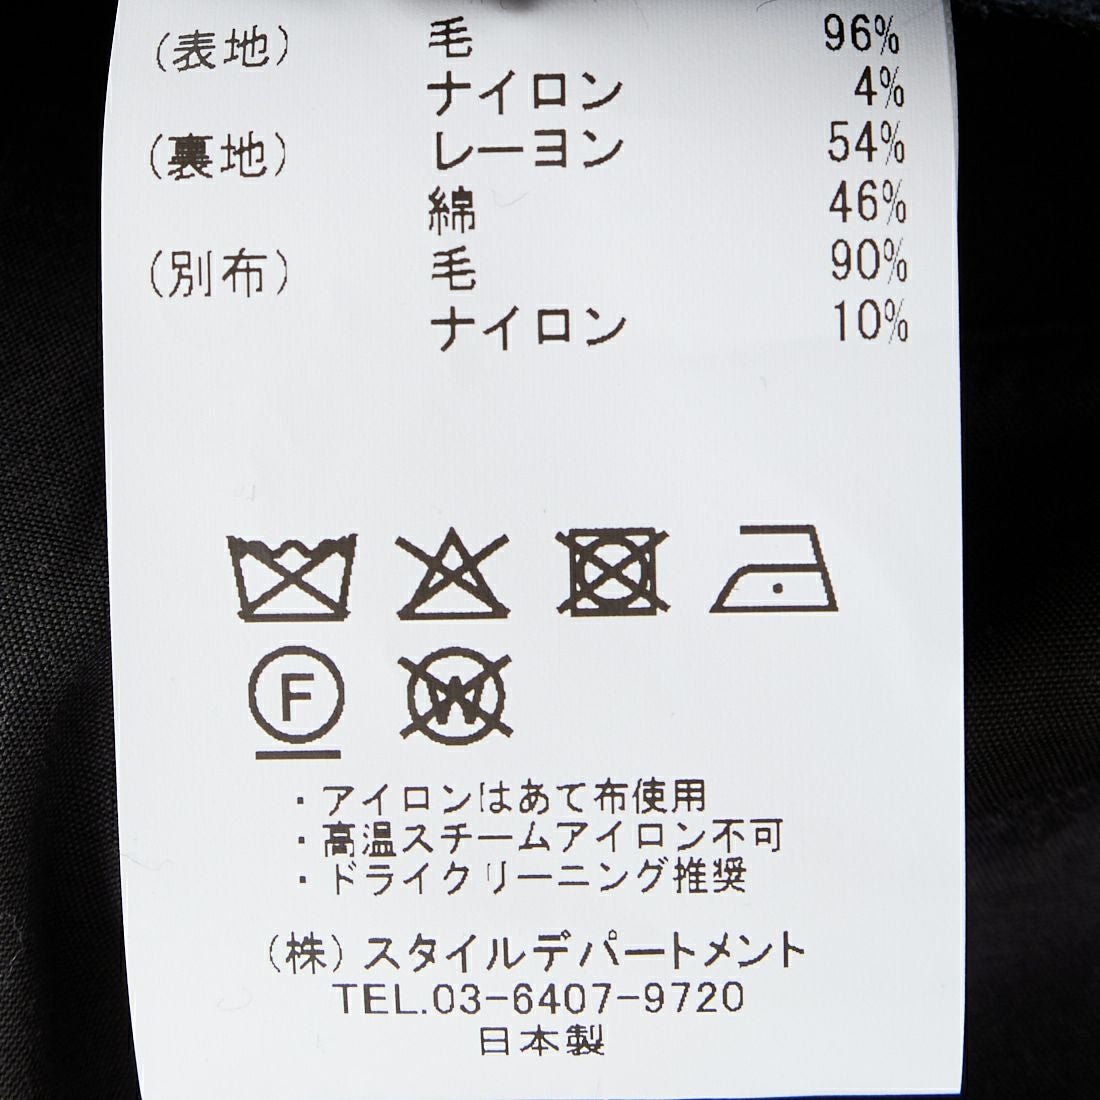 (表地) 毛 96%
ナイロン 4%
(裏地) レーヨン 54%
綿 46%
(別布) 毛 90%
ナイロン 10%
F W
・アイロンはあて布使用
・高温スチームアイロン不可
・ドライクリーニング推奨
(株)スタイルデパートメント
TEL.03-6407-9720
日本製